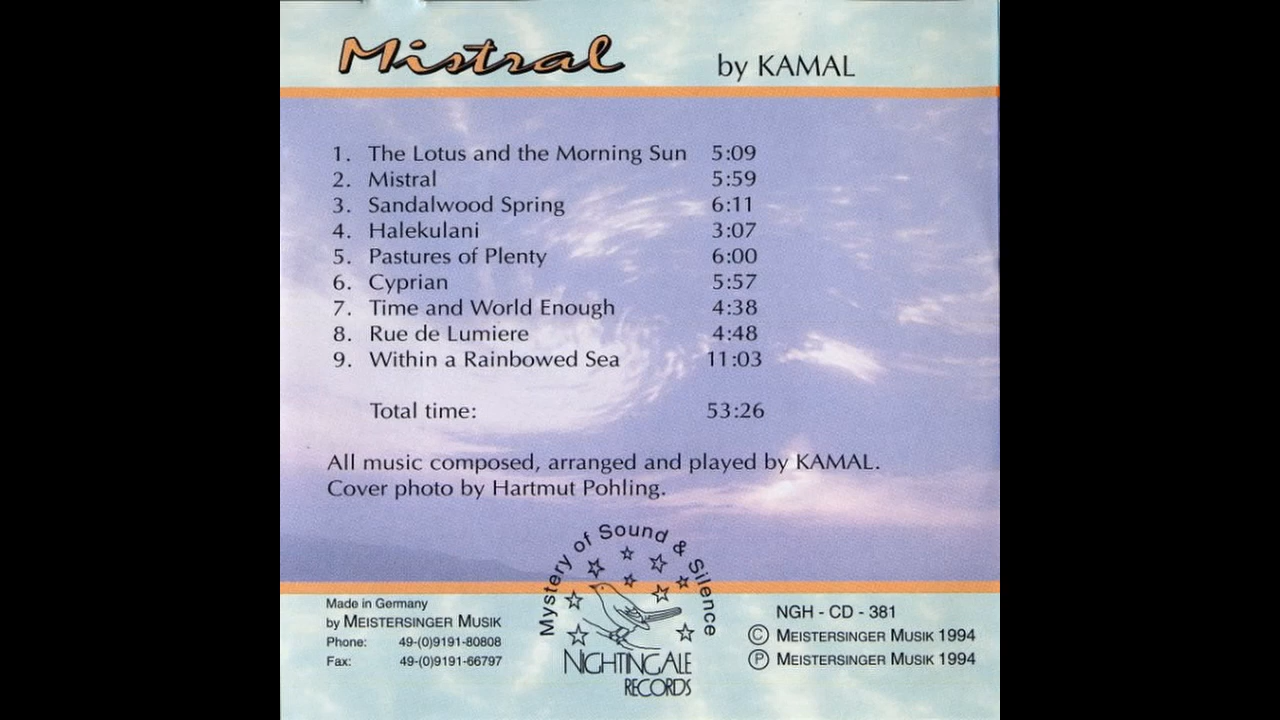 Mistral by KAMAL
1. The Lotus and the Morning Sun 5:09
2. Mistral 5:59
3. Sandalwood Spring 6:11
4. Halekulani 3:07
5. Pastures of Plenty 6:00
6. Cyprian 5:57
7. Time and World Enough 4:38
8. Rue de Lumiere 4:48
9. Within a Rainbowed Sea 11:03
Total time: 53:26
All music composed, arranged and played by KAMAL.
Cover photo by Hartmut Pohling.
Mystery of Sound & Silence
NIGHTINGALE
RECORDS
Made in Germany
by MEISTERSINGER MUSIK
Phone: 49-(0)9191-80808
Fax: 49-(0)9191-66797
NGH - CD - 381
Ⓒ MEISTERSINGER MUSIK 1994
Ⓟ MEISTERSINGER MUSIK 1994